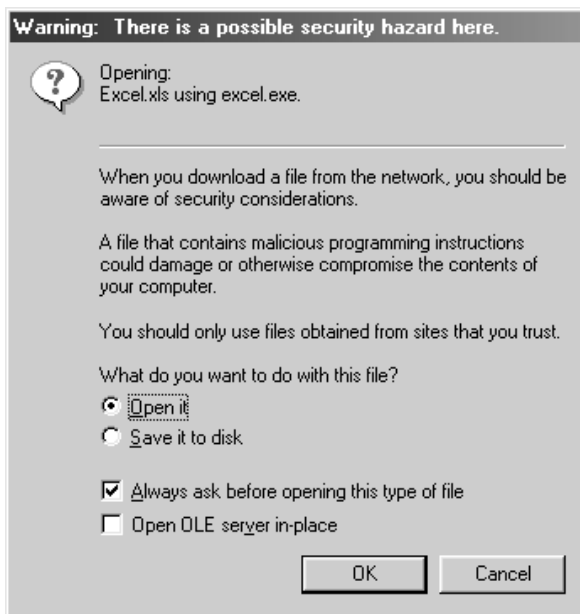 Warning: There is a possible security hazard here.
Opening:
Excel.xls using excel.exe.
When you download a file from the network, you should be
aware of security considerations.
A file that contains malicious programming instructions
could damage or otherwise compromise the contents of
your computer.
You should only use files obtained from sites that you trust.
What do you want to do with this file?
Open it
Save it to disk
Always ask before opening this type of file
Open OLE server in-place
OK
Cancel